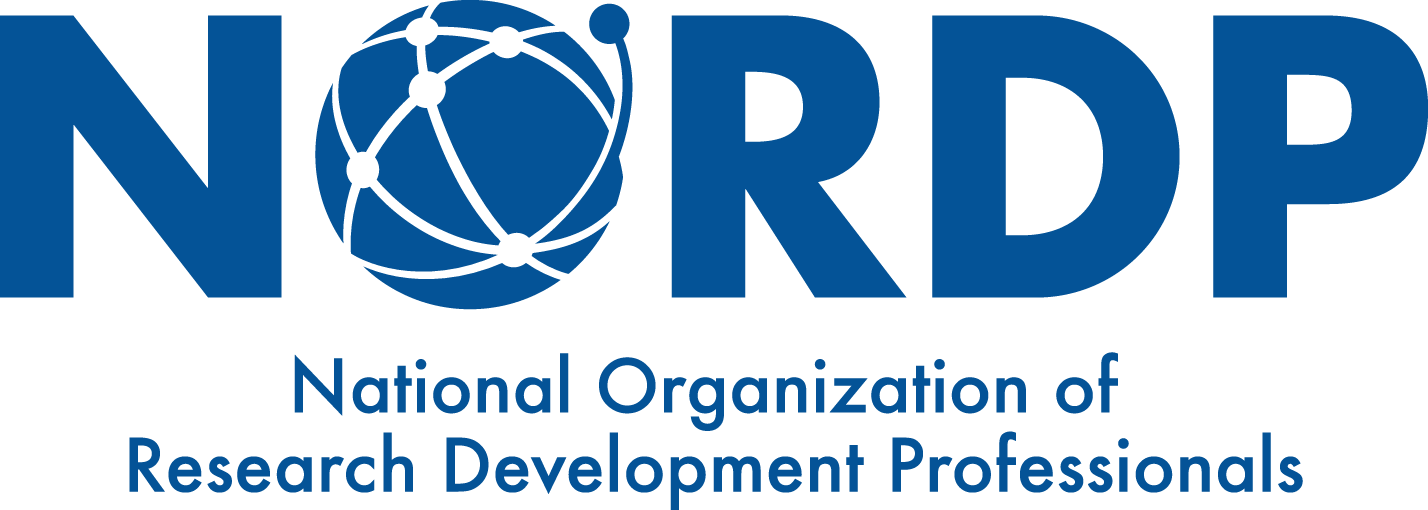 NORDP
National Organization of
Research Development Professionals